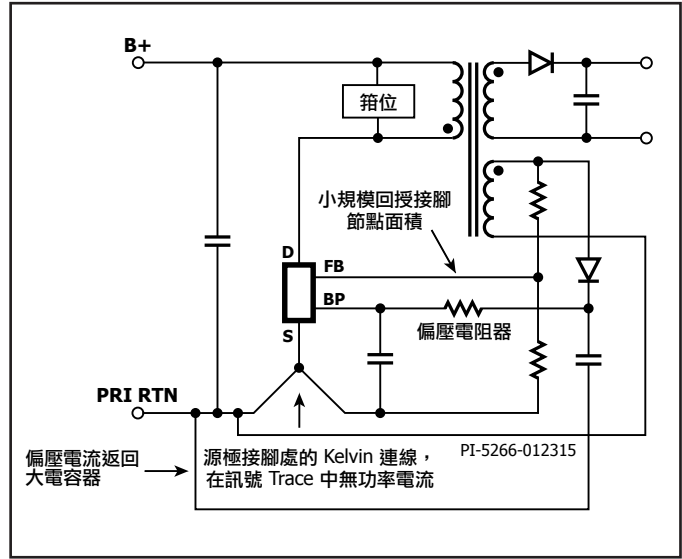 B+
箝位
小規模回授接腳
節點面積
D
FB
BP
S
偏壓電阻器
PRI RTN
偏壓電流返回
大電容器
源極接腳處的 Kelvin 連線，
在訊號 Trace 中無功率電流
PI-5266-012315